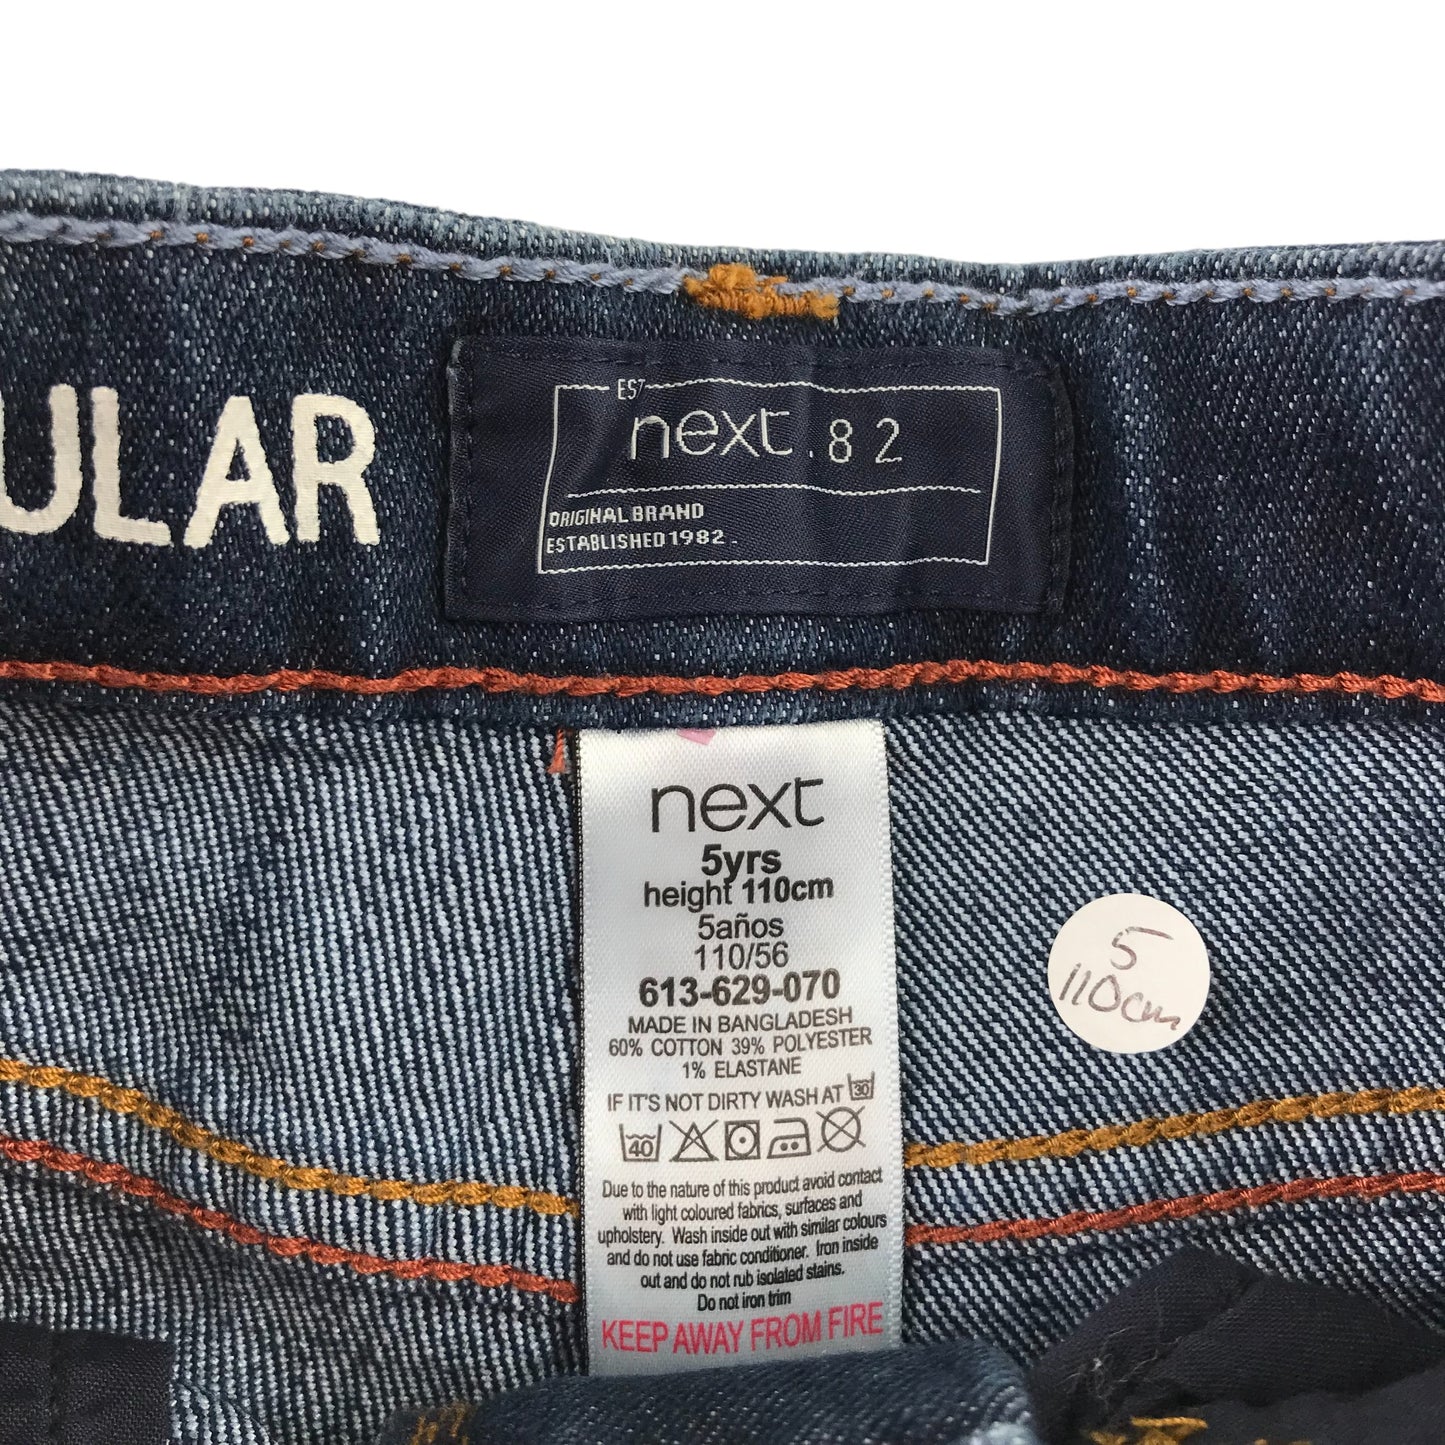 ULAR
EST
next.82
ORIGINAL BRAND
ESTABLISHED 1982.
next
5yrs
height 110cm
5años
110/56
613-629-070
MADE IN BANGLADESH
60% COTTON 39% POLYESTER
1% ELASTANE
IF IT'S NOT DIRTY WASH AT 30
40
Due to the nature of this product avoid contact
with light coloured fabrics, surfaces and
upholstery. Wash inside out with similar colours
and do not use fabric conditioner. Iron inside
out and do not rub isolated stains.
Do not iron trim
KEEP AWAY FROM FIRE
5
110cm